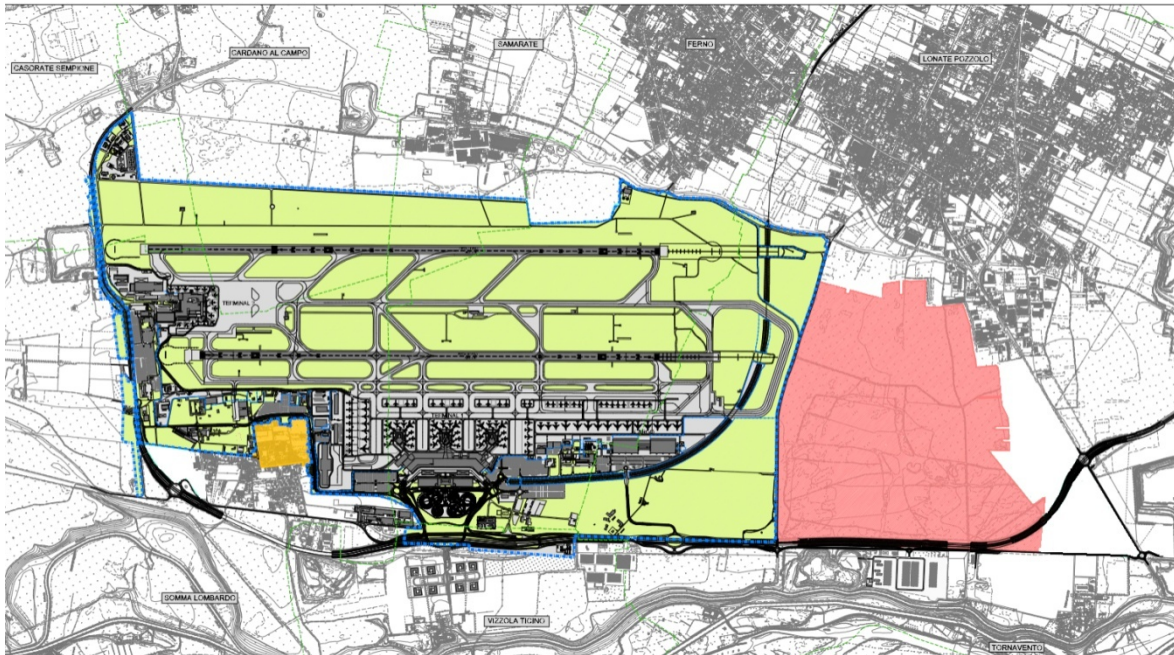 SAMARATE
FERNO
CARDANO AL CAMPO
LONATE POZZOLO
CASORATE SEMPIONE
TERMINAL
TERMINAL
SOMMA LOMBARDO
VIZZOLA TICINO
TORNAVENTO